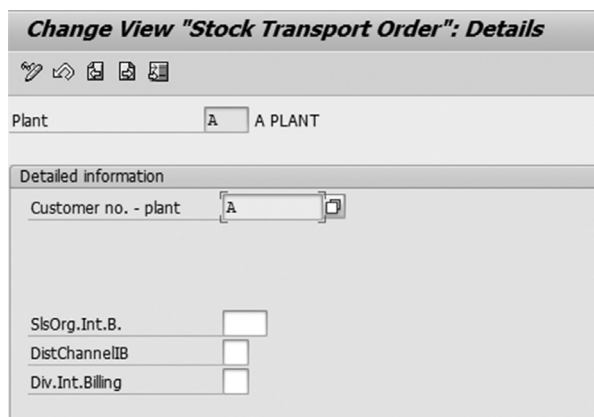 Change View "Stock Transport Order": Details
Plant A A PLANT
Detailed information
Customer no. - plant A
SlsOrg.Int.B.
DistChannelIB
Div.Int.Billing